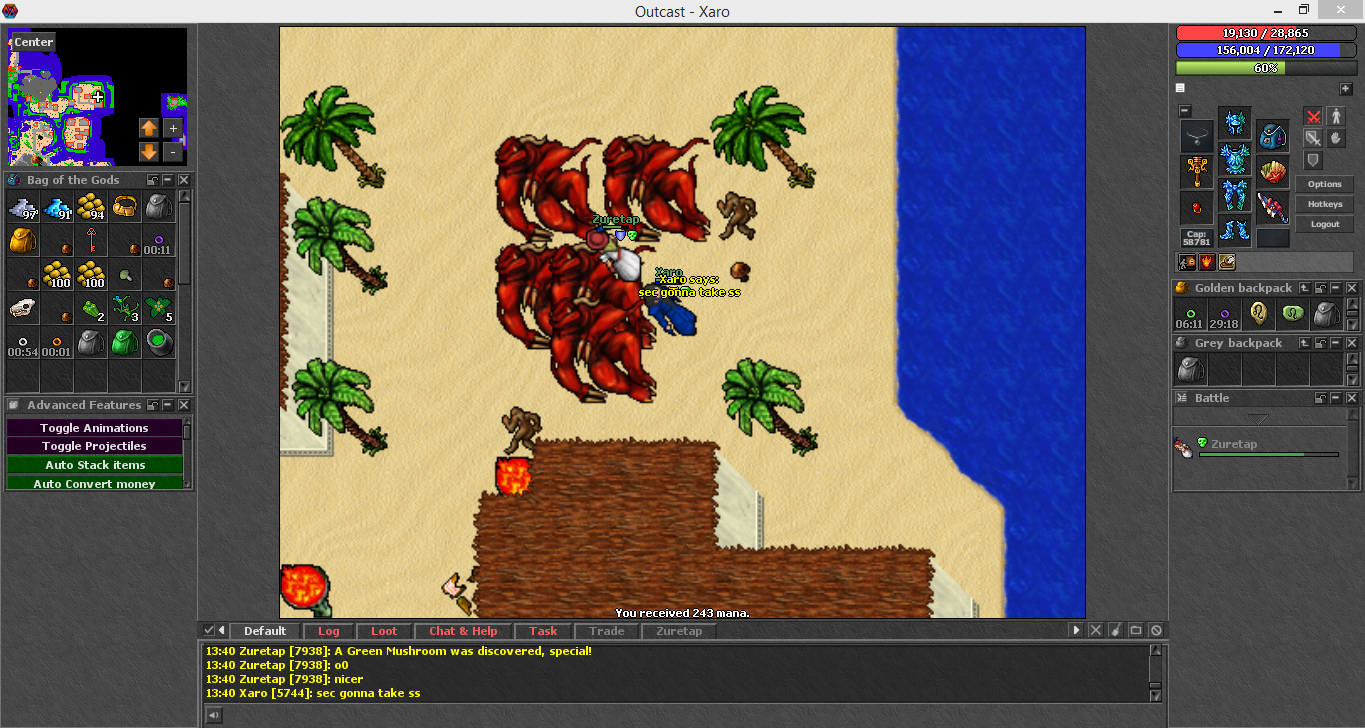 Outcast - Xaro
Center
+
-
Bag of the Gods
97
91
94
00:11
100
100
2
3
5
00:54
00:01
Advanced Features
Toggle Animations
Toggle Projectiles
Auto Stack items
Auto Convert money
Zuretap
Xaro
Xaro says:
sec gonna take ss
You received 243 mana.
19,130 / 28,865
156,004 / 172,120
60%
Cap:
58781
Options
Hotkeys
Logout
Golden backpack
06:11
29:18
Grey backpack
Battle
Zuretap
Default
Log
Loot
Chat & Help
Task
Trade
Zuretap
13:40 Zuretap [7938]: A Green Mushroom was discovered, special!
13:40 Zuretap [7938]: o0
13:40 Zuretap [7938]: nicer
13:40 Xaro [5744]: sec gonna take ss